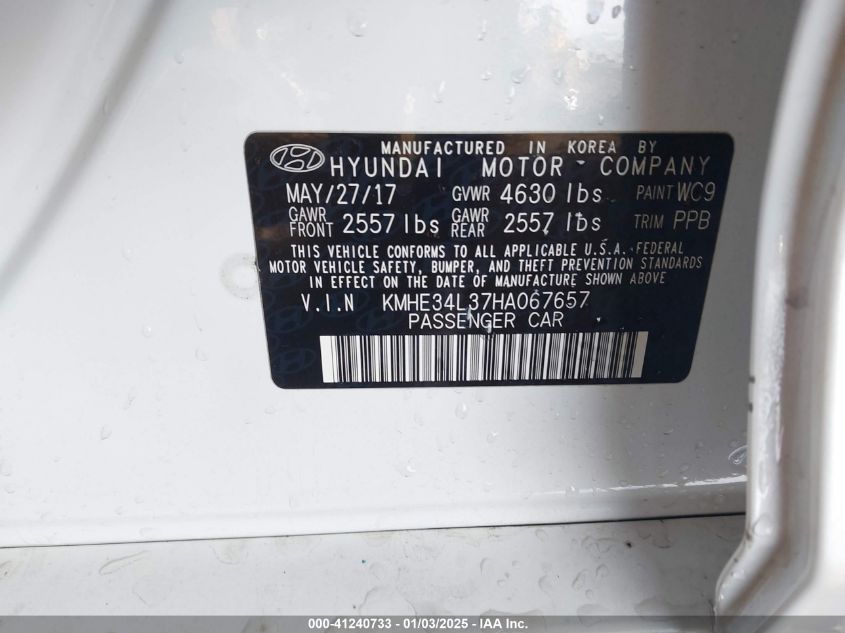 MANUFACTURED IN KOREA BY
HYUNDAI MOTOR COMPANY
MAY/27/17 GVWR 4630 lbs PAINT WC9
GAWR FRONT 2557 lbs GAWR REAR 2557 lbs TRIM PPB
THIS VEHICLE CONFORMS TO ALL APPLICABLE U.S.A. FEDERAL
MOTOR VEHICLE SAFETY, BUMPER, AND THEFT PREVENTION STANDARDS
IN EFFECT ON THE DATE OF MANUFACTURE SHOWN ABOVE
V.I.N KMHE34L37HA067657
PASSENGER CAR
000-41240733 - 01/03/2025 - IAA Inc.